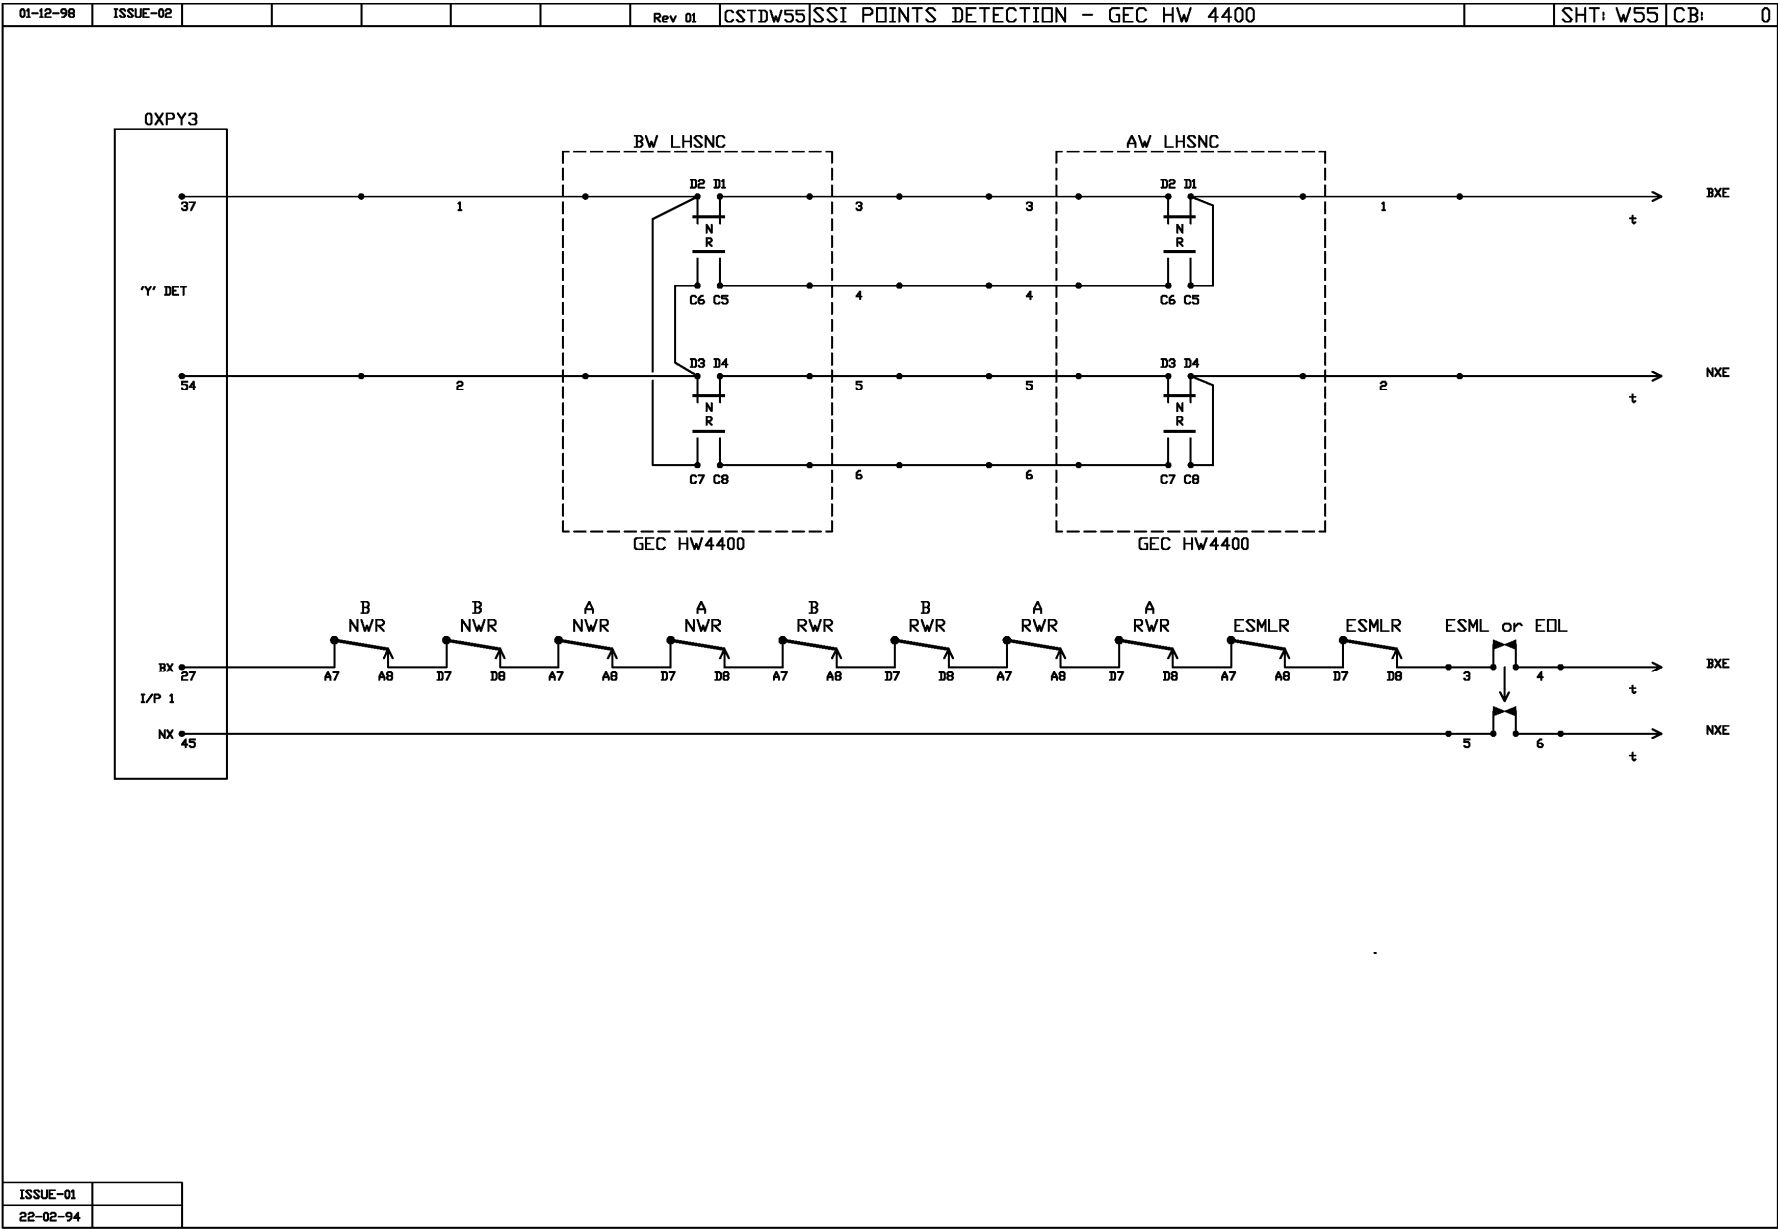 01-12-98 ISSUE-02 Rev 01 CSTDW55 SSI POINTS DETECTION - GEC HW 4400 SHT: W55 CB: 0
0XPY3
BW LHSNC AW LHSNC
D2 D1 D2 D1
BXE
37 1 3 3 1
t
N N
R R
'Y' DET
4 4
C6 C5 C6 C5
D3 D4 D3 D4
NXE
54 2 5 5 2
t
N N
R R
6 6
C7 C8 C7 C8
GEC HW4400 GEC HW4400
B B A A B B A A
NWR NWR NWR NWR RWR RWR RWR RWR ESMLR ESMLR ESML or EOL
BX BXE
27 A7 A8 D7 D8 A7 A8 D7 D8 A7 A8 D7 D8 A7 A8 D7 D8 A7 A8 D7 D8 3 4
t
I/P 1
NX NXE
45 5 6
t
ISSUE-01
22-02-94